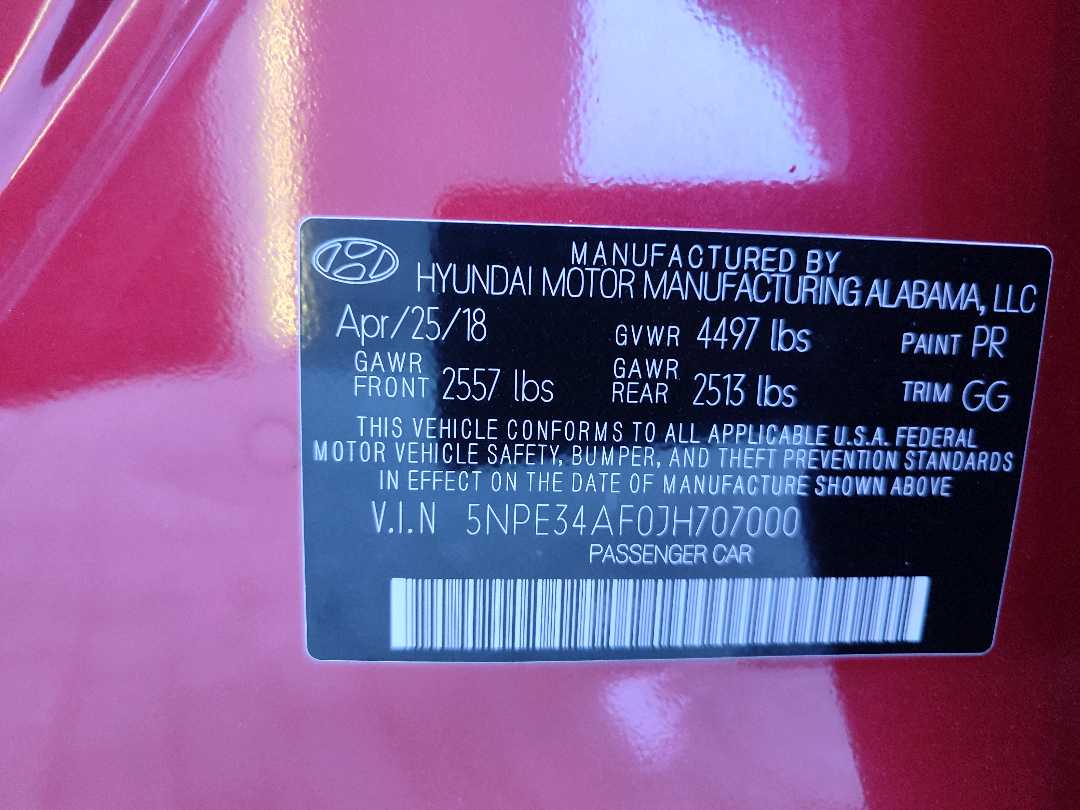 MANUFACTURED BY
HYUNDAI MOTOR MANUFACTURING ALABAMA, LLC
Apr/25/18 GVWR 4497 lbs PAINT PR
GAWR FRONT 2557 lbs GAWR REAR 2513 lbs TRIM GG
THIS VEHICLE CONFORMS TO ALL APPLICABLE U.S.A. FEDERAL
MOTOR VEHICLE SAFETY, BUMPER, AND THEFT PREVENTION STANDARDS
IN EFFECT ON THE DATE OF MANUFACTURE SHOWN ABOVE
V.I.N 5NPE34AF0JH707000
PASSENGER CAR